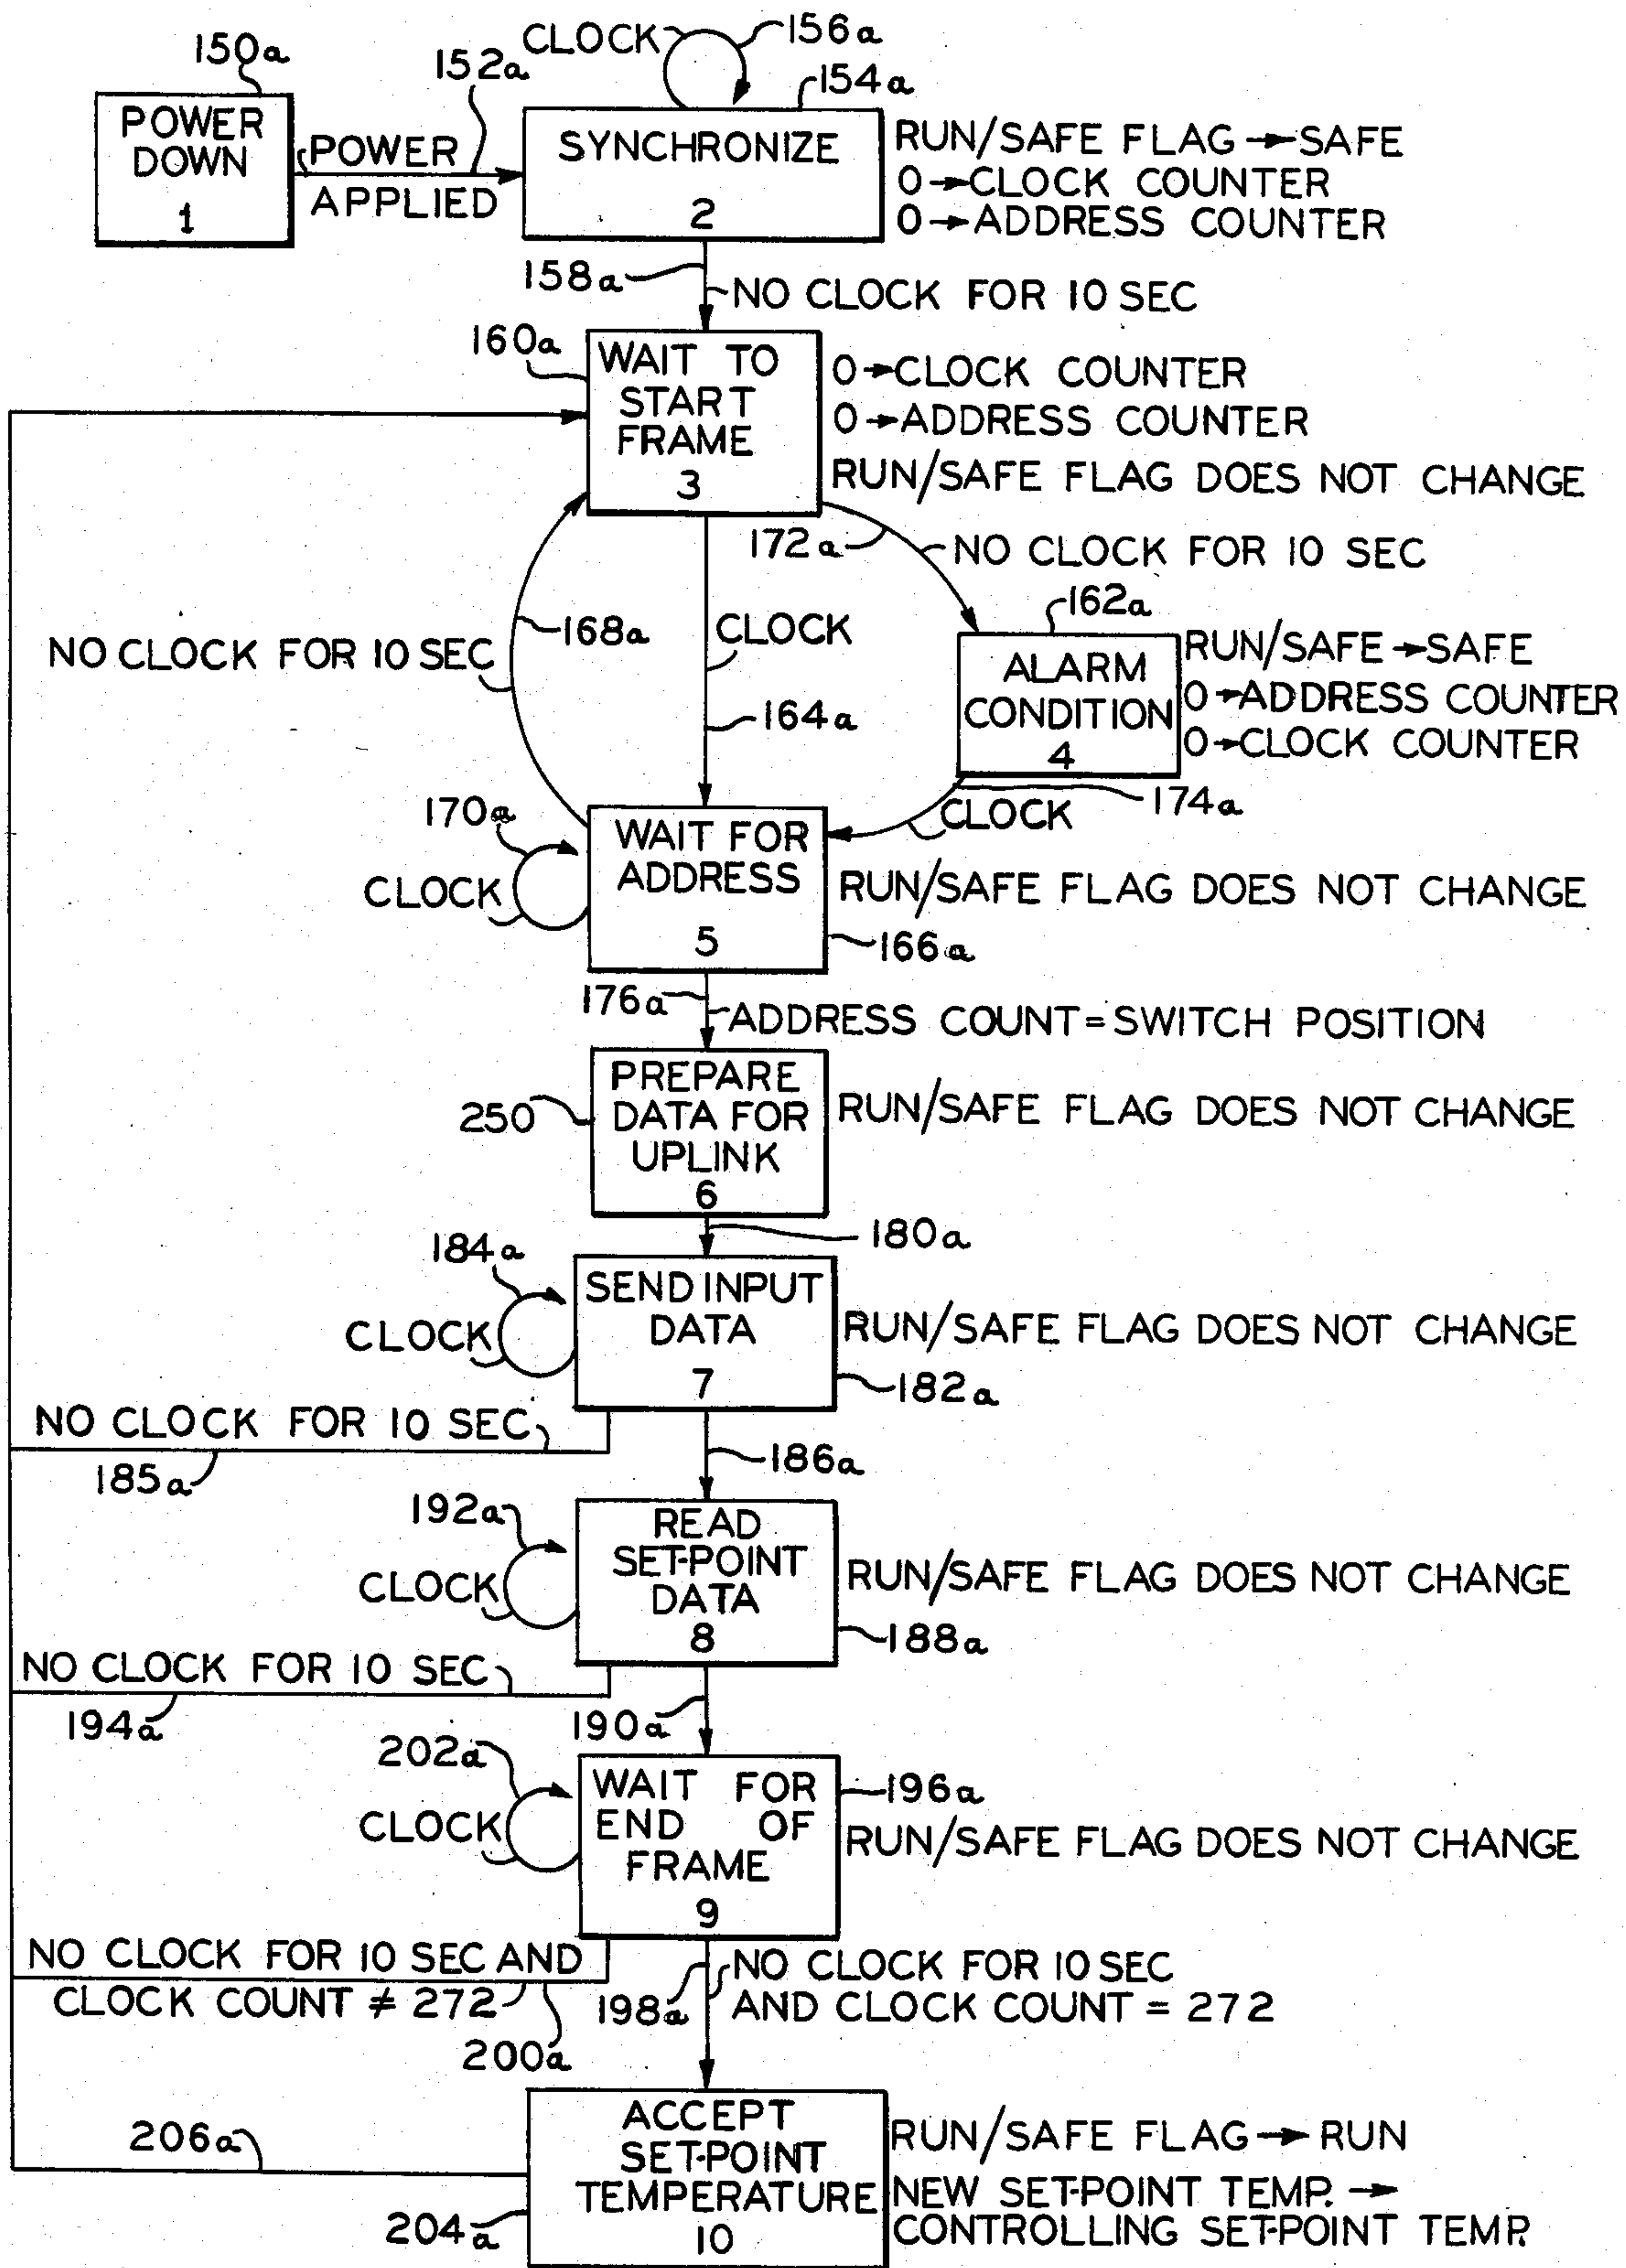 150a
POWER
DOWN
1
152a
POWER
APPLIED
CLOCK
156a
154a
SYNCHRONIZE
2
RUN/SAFE FLAG → SAFE
0→CLOCK COUNTER
0→ADDRESS COUNTER
158a
NO CLOCK FOR 10 SEC
160a
WAIT TO
START
FRAME
3
0→CLOCK COUNTER
0→ADDRESS COUNTER
RUN/SAFE FLAG DOES NOT CHANGE
172a
NO CLOCK FOR 10 SEC
162a
ALARM
CONDITION
4
RUN/SAFE→SAFE
0→ADDRESS COUNTER
0→CLOCK COUNTER
NO CLOCK FOR 10 SEC
168a
CLOCK
164a
174a
CLOCK
170a
CLOCK
WAIT FOR
ADDRESS
5
RUN/SAFE FLAG DOES NOT CHANGE
166a
176a
ADDRESS COUNT=SWITCH POSITION
250
PREPARE
DATA FOR
UPLINK
6
RUN/SAFE FLAG DOES NOT CHANGE
180a
184a
CLOCK
SEND INPUT
DATA
7
RUN/SAFE FLAG DOES NOT CHANGE
182a
NO CLOCK FOR 10 SEC
185a
186a
192a
CLOCK
READ
SET-POINT
DATA
8
RUN/SAFE FLAG DOES NOT CHANGE
188a
NO CLOCK FOR 10 SEC
194a
190a
202a
CLOCK
WAIT FOR
END OF
FRAME
9
196a
RUN/SAFE FLAG DOES NOT CHANGE
NO CLOCK FOR 10 SEC AND
CLOCK COUNT ≠ 272
200a
198a
NO CLOCK FOR 10 SEC
AND CLOCK COUNT = 272
206a
204a
ACCEPT
SET-POINT
TEMPERATURE
10
RUN/SAFE FLAG→ RUN
NEW SET-POINT TEMP. →
CONTROLLING SET-POINT TEMP.